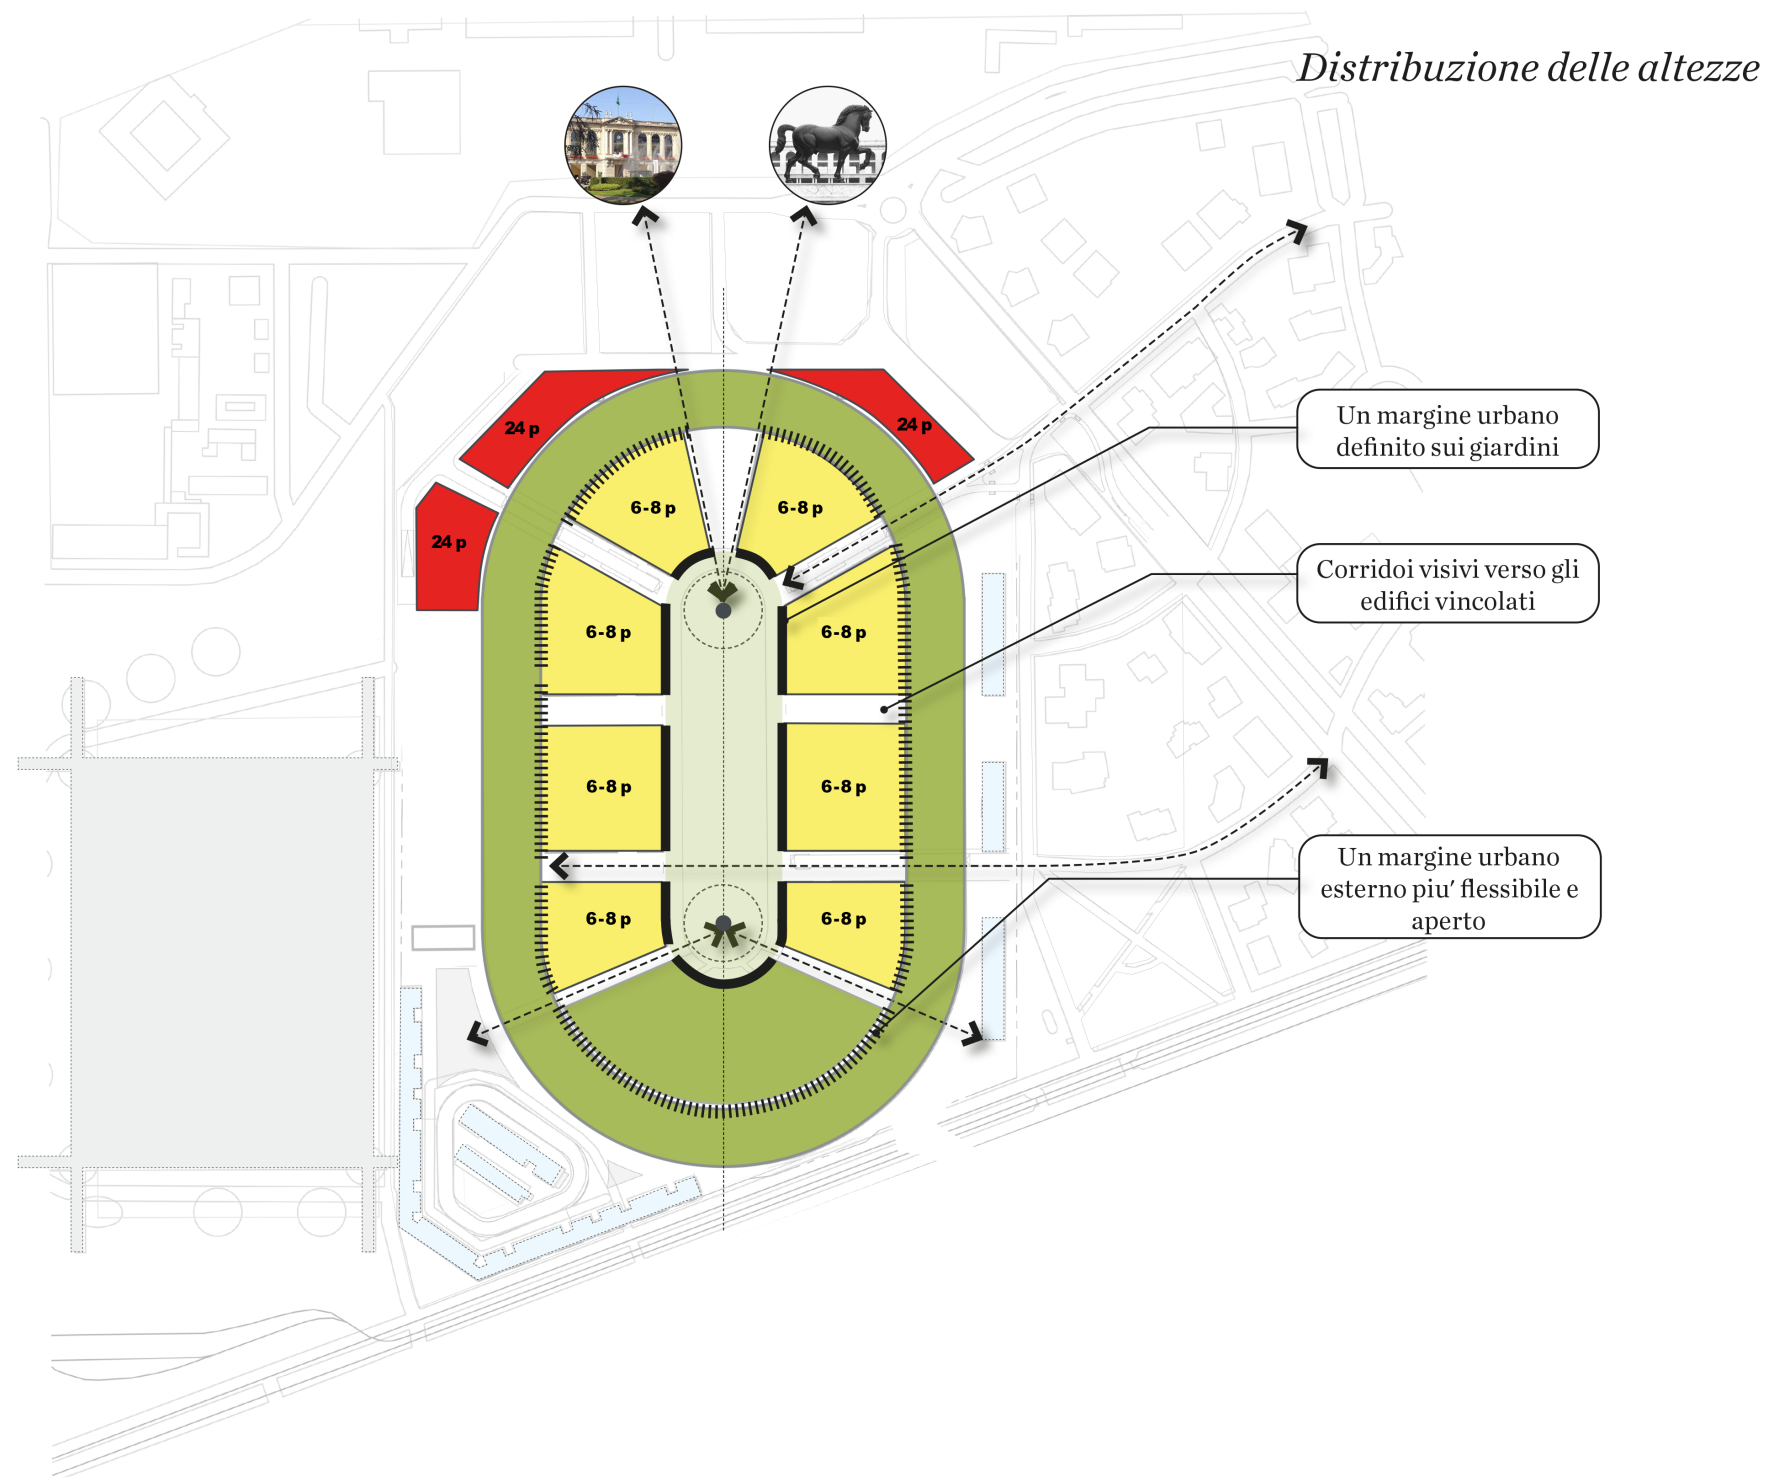 Distribuzione delle altezze
24 p
24 p
24 p
6-8 p
6-8 p
6-8 p
6-8 p
6-8 p
6-8 p
6-8 p
6-8 p
Un margine urbano
definito sui giardini
Corridoi visivi verso gli
edifici vincolati
Un margine urbano
esterno piu' flessibile e
aperto